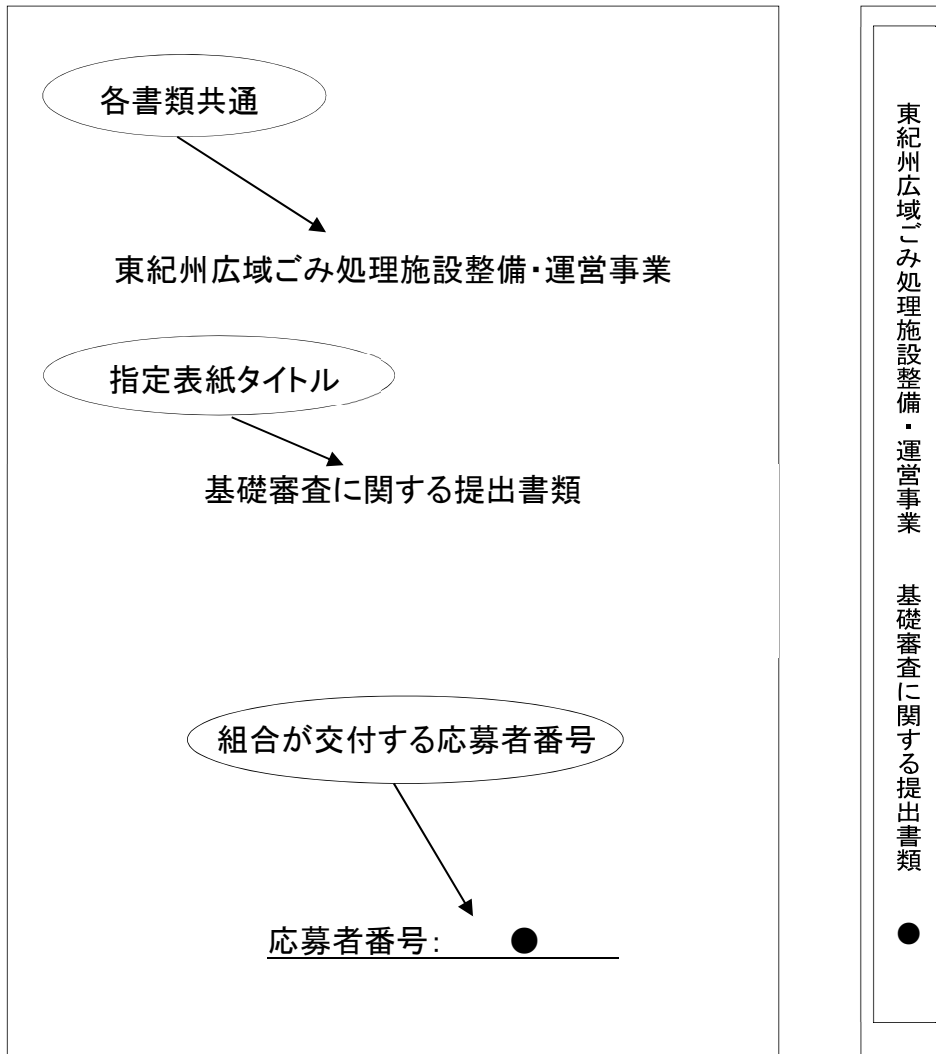 各書類共通
東紀州広域ごみ処理施設整備・運営事業
指定表紙タイトル
基礎審査に関する提出書類
組合が交付する応募者番号
応募者番号： ●
東紀州広域ごみ処理施設整備・運営事業 基礎審査に関する提出書類 ●